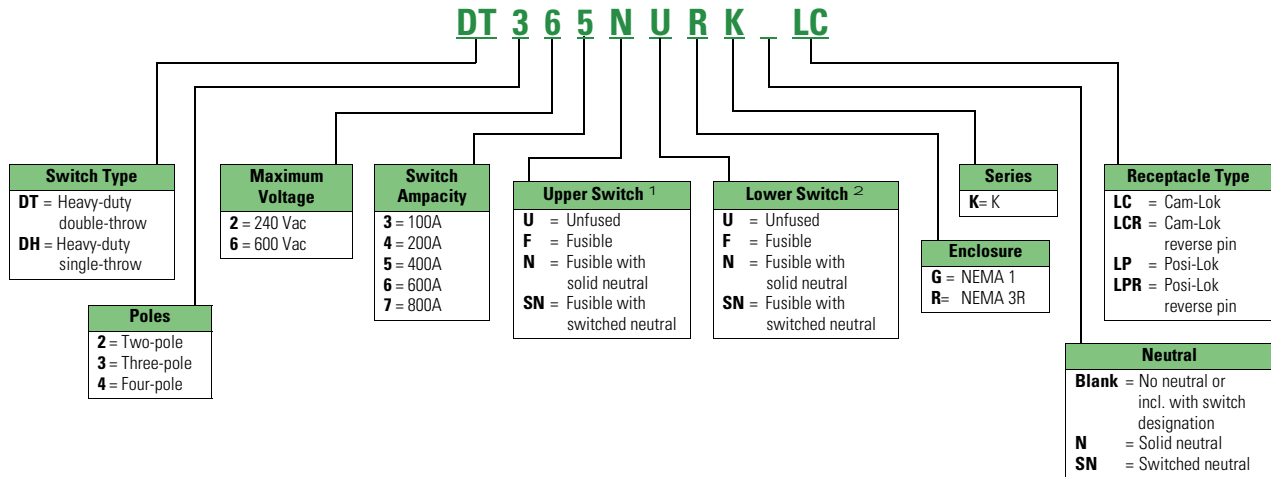 DT 3 6 5 N U R K _ LC
Switch Type
DT = Heavy-duty
double-throw
DH = Heavy-duty
single-throw
Poles
2 = Two-pole
3 = Three-pole
4 = Four-pole
Maximum
Voltage
2 = 240 Vac
6 = 600 Vac
Switch
Ampacity
3 = 100A
4 = 200A
5 = 400A
6 = 600A
7 = 800A
Upper Switch 1
U = Unfused
F = Fusible
N = Fusible with
solid neutral
SN = Fusible with
switched neutral
Lower Switch 2
U = Unfused
F = Fusible
N = Fusible with
solid neutral
SN = Fusible with
switched neutral
Enclosure
G = NEMA 1
R= NEMA 3R
Series
K= K
Receptacle Type
LC = Cam-Lok
LCR = Cam-Lok
reverse pin
LP = Posi-Lok
LPR = Posi-Lok
reverse pin
Neutral
Blank = No neutral or
incl. with switch
designation
N = Solid neutral
SN = Switched neutral